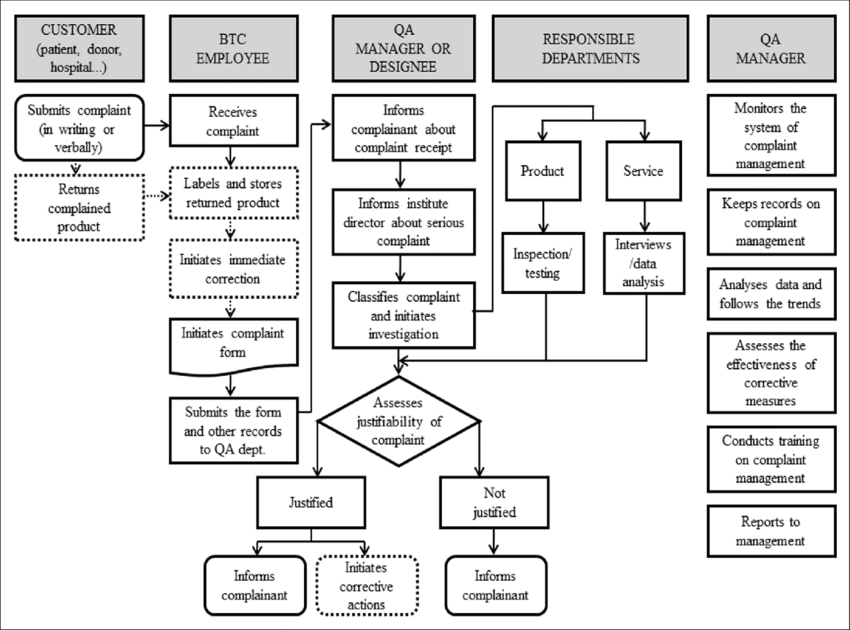 CUSTOMER
(patient, donor,
hospital...)
BTC
EMPLOYEE
QA
MANAGER OR
DESIGNEE
RESPONSIBLE
DEPARTMENTS
QA
MANAGER
Submits complaint
(in writing or
verbally)
Returns
complained
product
Receives
complaint
Labels and stores
returned product
Initiates immediate
correction
Initiates complaint
form
Submits the form
and other records
to QA dept.
Informs
complainant about
complaint receipt
Informs institute
director about serious
complaint
Classifies complaint
and initiates
investigation
Product
Service
Inspection/
testing
Interviews
/data
analysis
Assesses
justifiability of
complaint
Justified
Not
justified
Informs
complainant
Initiates
corrective
actions
Informs
complainant
Monitors the
system of
complaint
management
Keeps records on
complaint
management
Analyses data and
follows the trends
Assesses the
effectiveness of
corrective
measures
Conducts training
on complaint
management
Reports to
management